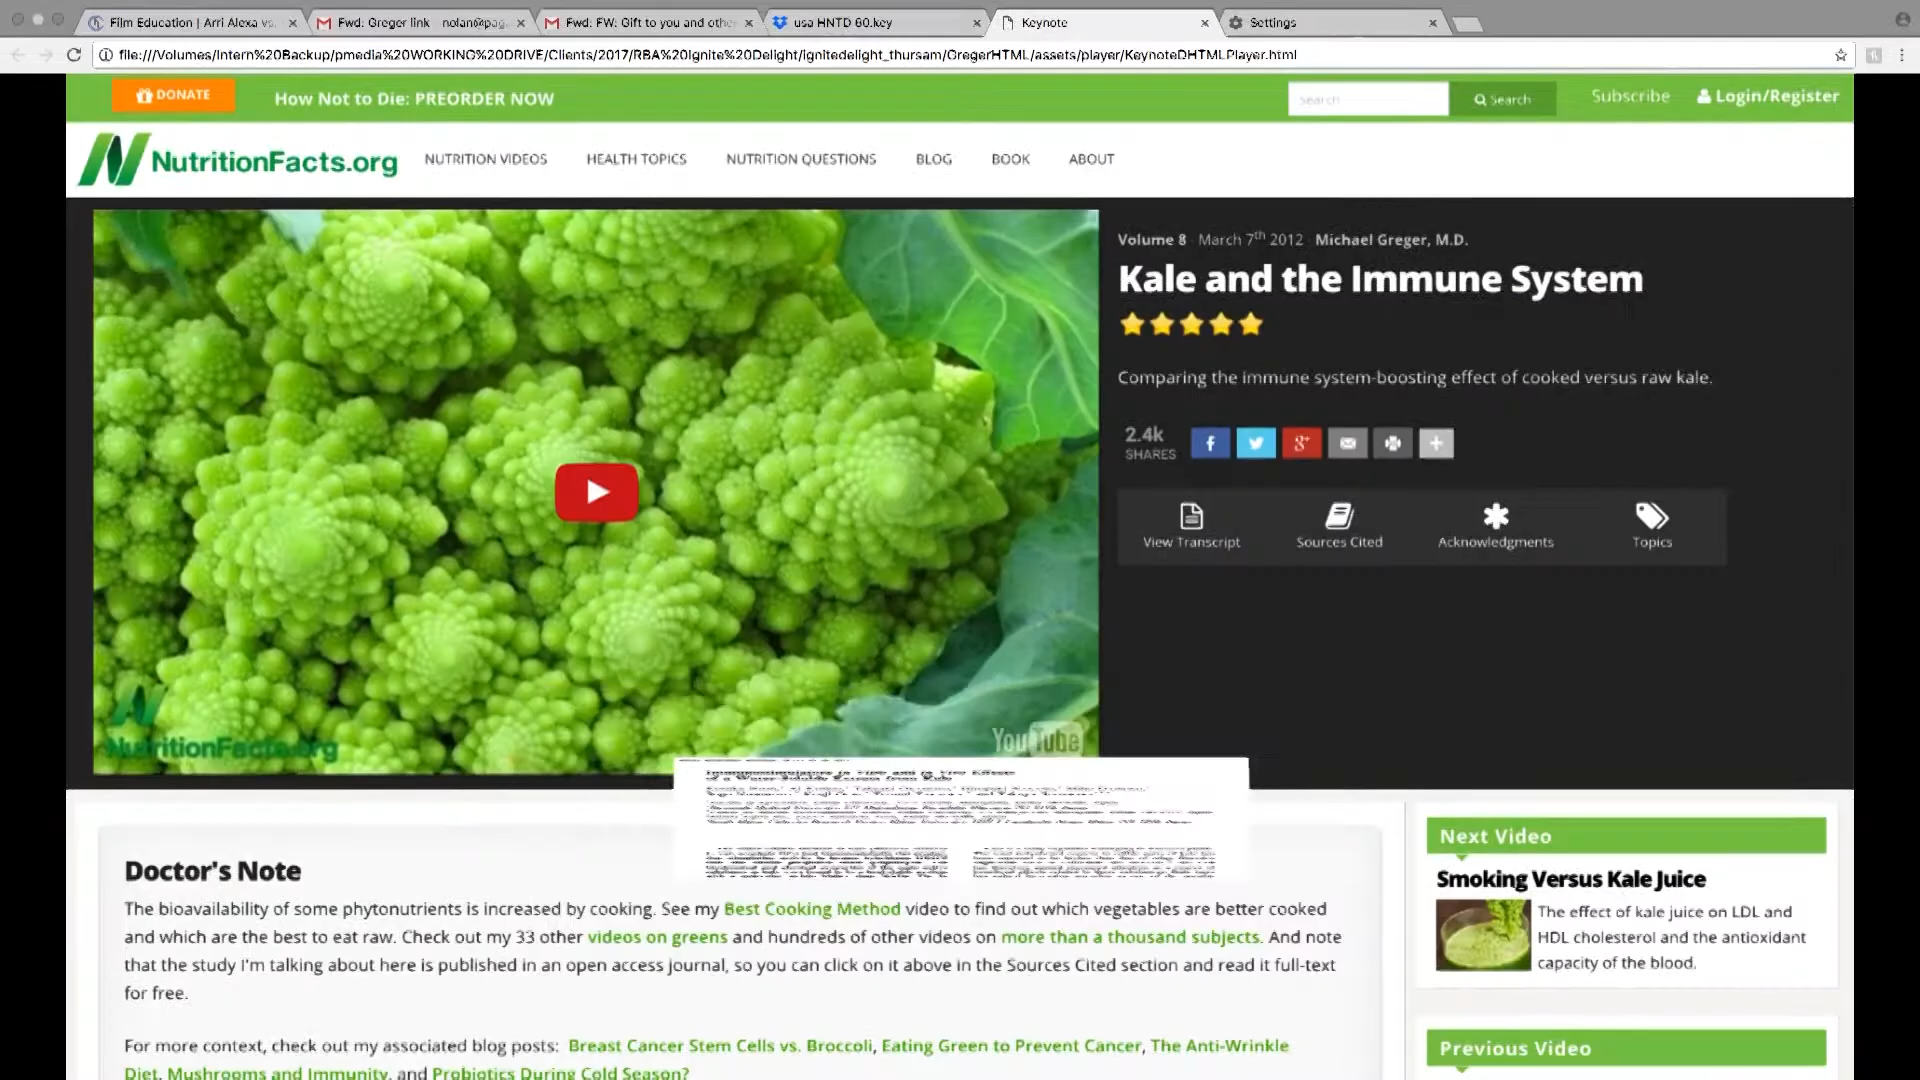 Film Education | Arri Alexa vs.
Fwd: Greger link nolan@pag
Fwd: FW: Gift to you and othe
usa HNTD 60.key
Keynote
Settings
file:///Volumes/Intern%20Backup/pmedia%20WORKING%20DRIVE/Clients/2017/RBA%20Ignite%20Delight/ignitedelight_thursam/GregerHTML/assets/player/KeynoteDHTMLPlayer.html
DONATE
How Not to Die: PREORDER NOW
Search
Search
Subscribe
Login/Register
NutritionFacts.org
NUTRITION VIDEOS
HEALTH TOPICS
NUTRITION QUESTIONS
BLOG
BOOK
ABOUT
Volume 8 · March 7th 2012 · Michael Greger, M.D.
Kale and the Immune System
Comparing the immune system-boosting effect of cooked versus raw kale.
2.4k
SHARES
View Transcript
Sources Cited
Acknowledgments
Topics
NutritionFacts.org
YouTube
Doctor's Note
The bioavailability of some phytonutrients is increased by cooking. See my Best Cooking Method video to find out which vegetables are better cooked
and which are the best to eat raw. Check out my 33 other videos on greens and hundreds of other videos on more than a thousand subjects. And note
that the study I'm talking about here is published in an open access journal, so you can click on it above in the Sources Cited section and read it full-text
for free.
For more context, check out my associated blog posts: Breast Cancer Stem Cells vs. Broccoli, Eating Green to Prevent Cancer, The Anti-Wrinkle
Diet, Mushrooms and Immunity, and Probiotics During Cold Season?
Next Video
Smoking Versus Kale Juice
The effect of kale juice on LDL and
HDL cholesterol and the antioxidant
capacity of the blood.
Previous Video